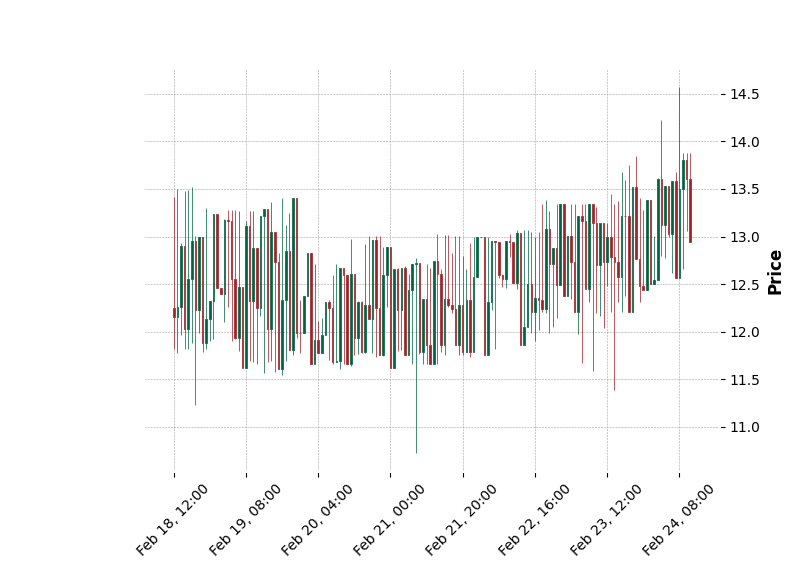 14.5
14.0
13.5
13.0
12.5
12.0
11.5
11.0
Price
Feb 18, 12:00
Feb 19, 08:00
Feb 20, 04:00
Feb 21, 00:00
Feb 21, 20:00
Feb 22, 16:00
Feb 23, 12:00
Feb 24, 08:00